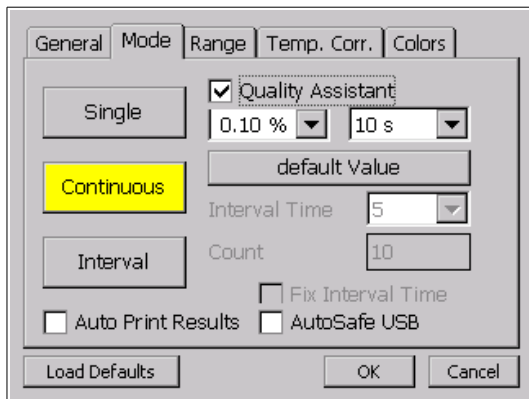 General Mode Range Temp. Corr. Colors
Single
Quality Assistant
0.10 % 10 s
Continuous
default Value
Interval Time 5
Interval
Count 10
Fix Interval Time
Auto Print Results AutoSafe USB
Load Defaults OK Cancel